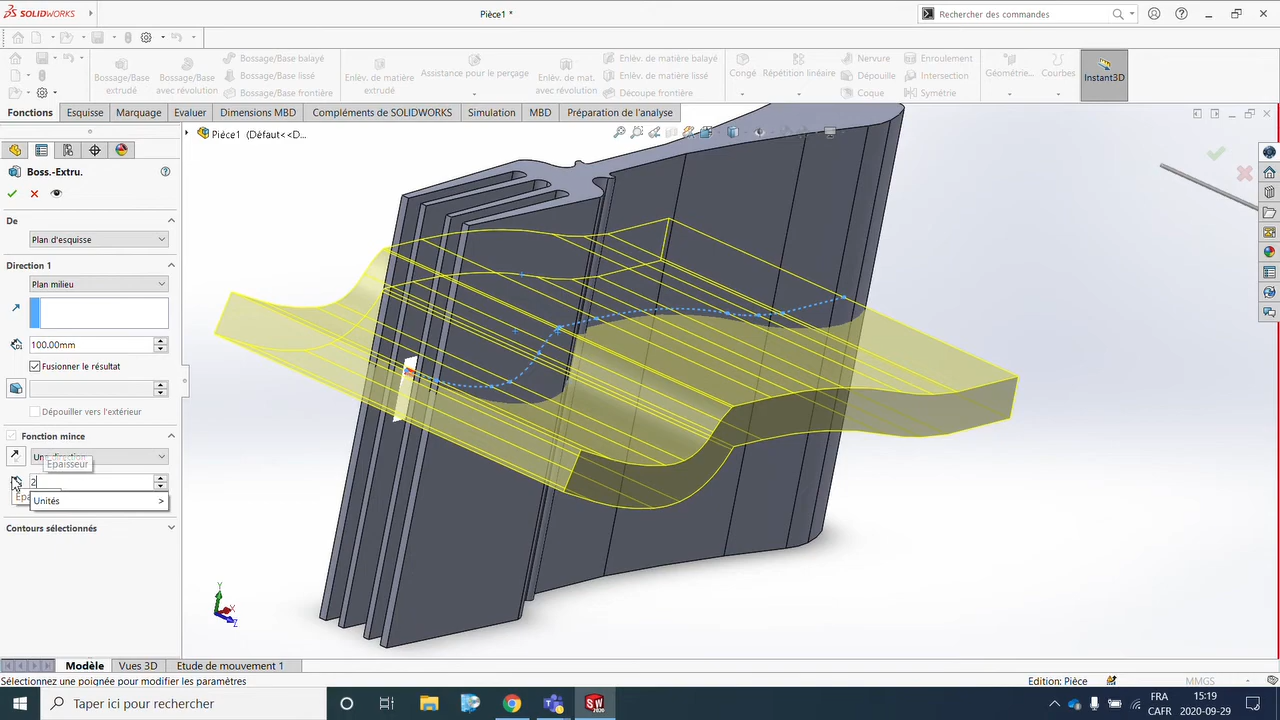 SOLIDWORKS
Pièce1 *
Rechercher des commandes
Bossage/Base extrudé
Bossage/Base avec révolution
Bossage/Base balayé
Bossage/Base lissé
Bossage/Base frontière
Enlèv. de matière extrudé
Assistance pour le perçage
Enlèv. de mat. avec révolution
Enlèv. de matière balayé
Enlèv. de matière lissé
Découpe frontière
Congé
Répétition linéaire
Nervure
Dépouille
Coque
Enroulement
Intersection
Symétrie
Géométrie...
Courbes
Instant3D
Fonctions
Esquisse
Marquage
Evaluer
Dimensions MBD
Compléments de SOLIDWORKS
Simulation
MBD
Préparation de l'analyse
Pièce1 (Défaut<<D...
Boss.-Extru.
De
Plan d'esquisse
Direction 1
Plan milieu
100.00mm
Fusionner le résultat
Dépouiller vers l'extérieur
Fonction mince
Epaisseur
2
Unités >
Contours sélectionnés
Y
X
Z
Modèle
Vues 3D
Etude de mouvement 1
Sélectionnez une poignée pour modifier les paramètres
Edition: Pièce
MMGS
Taper ici pour rechercher
SW
2020
FRA
CAFR
15:19
2020-09-29